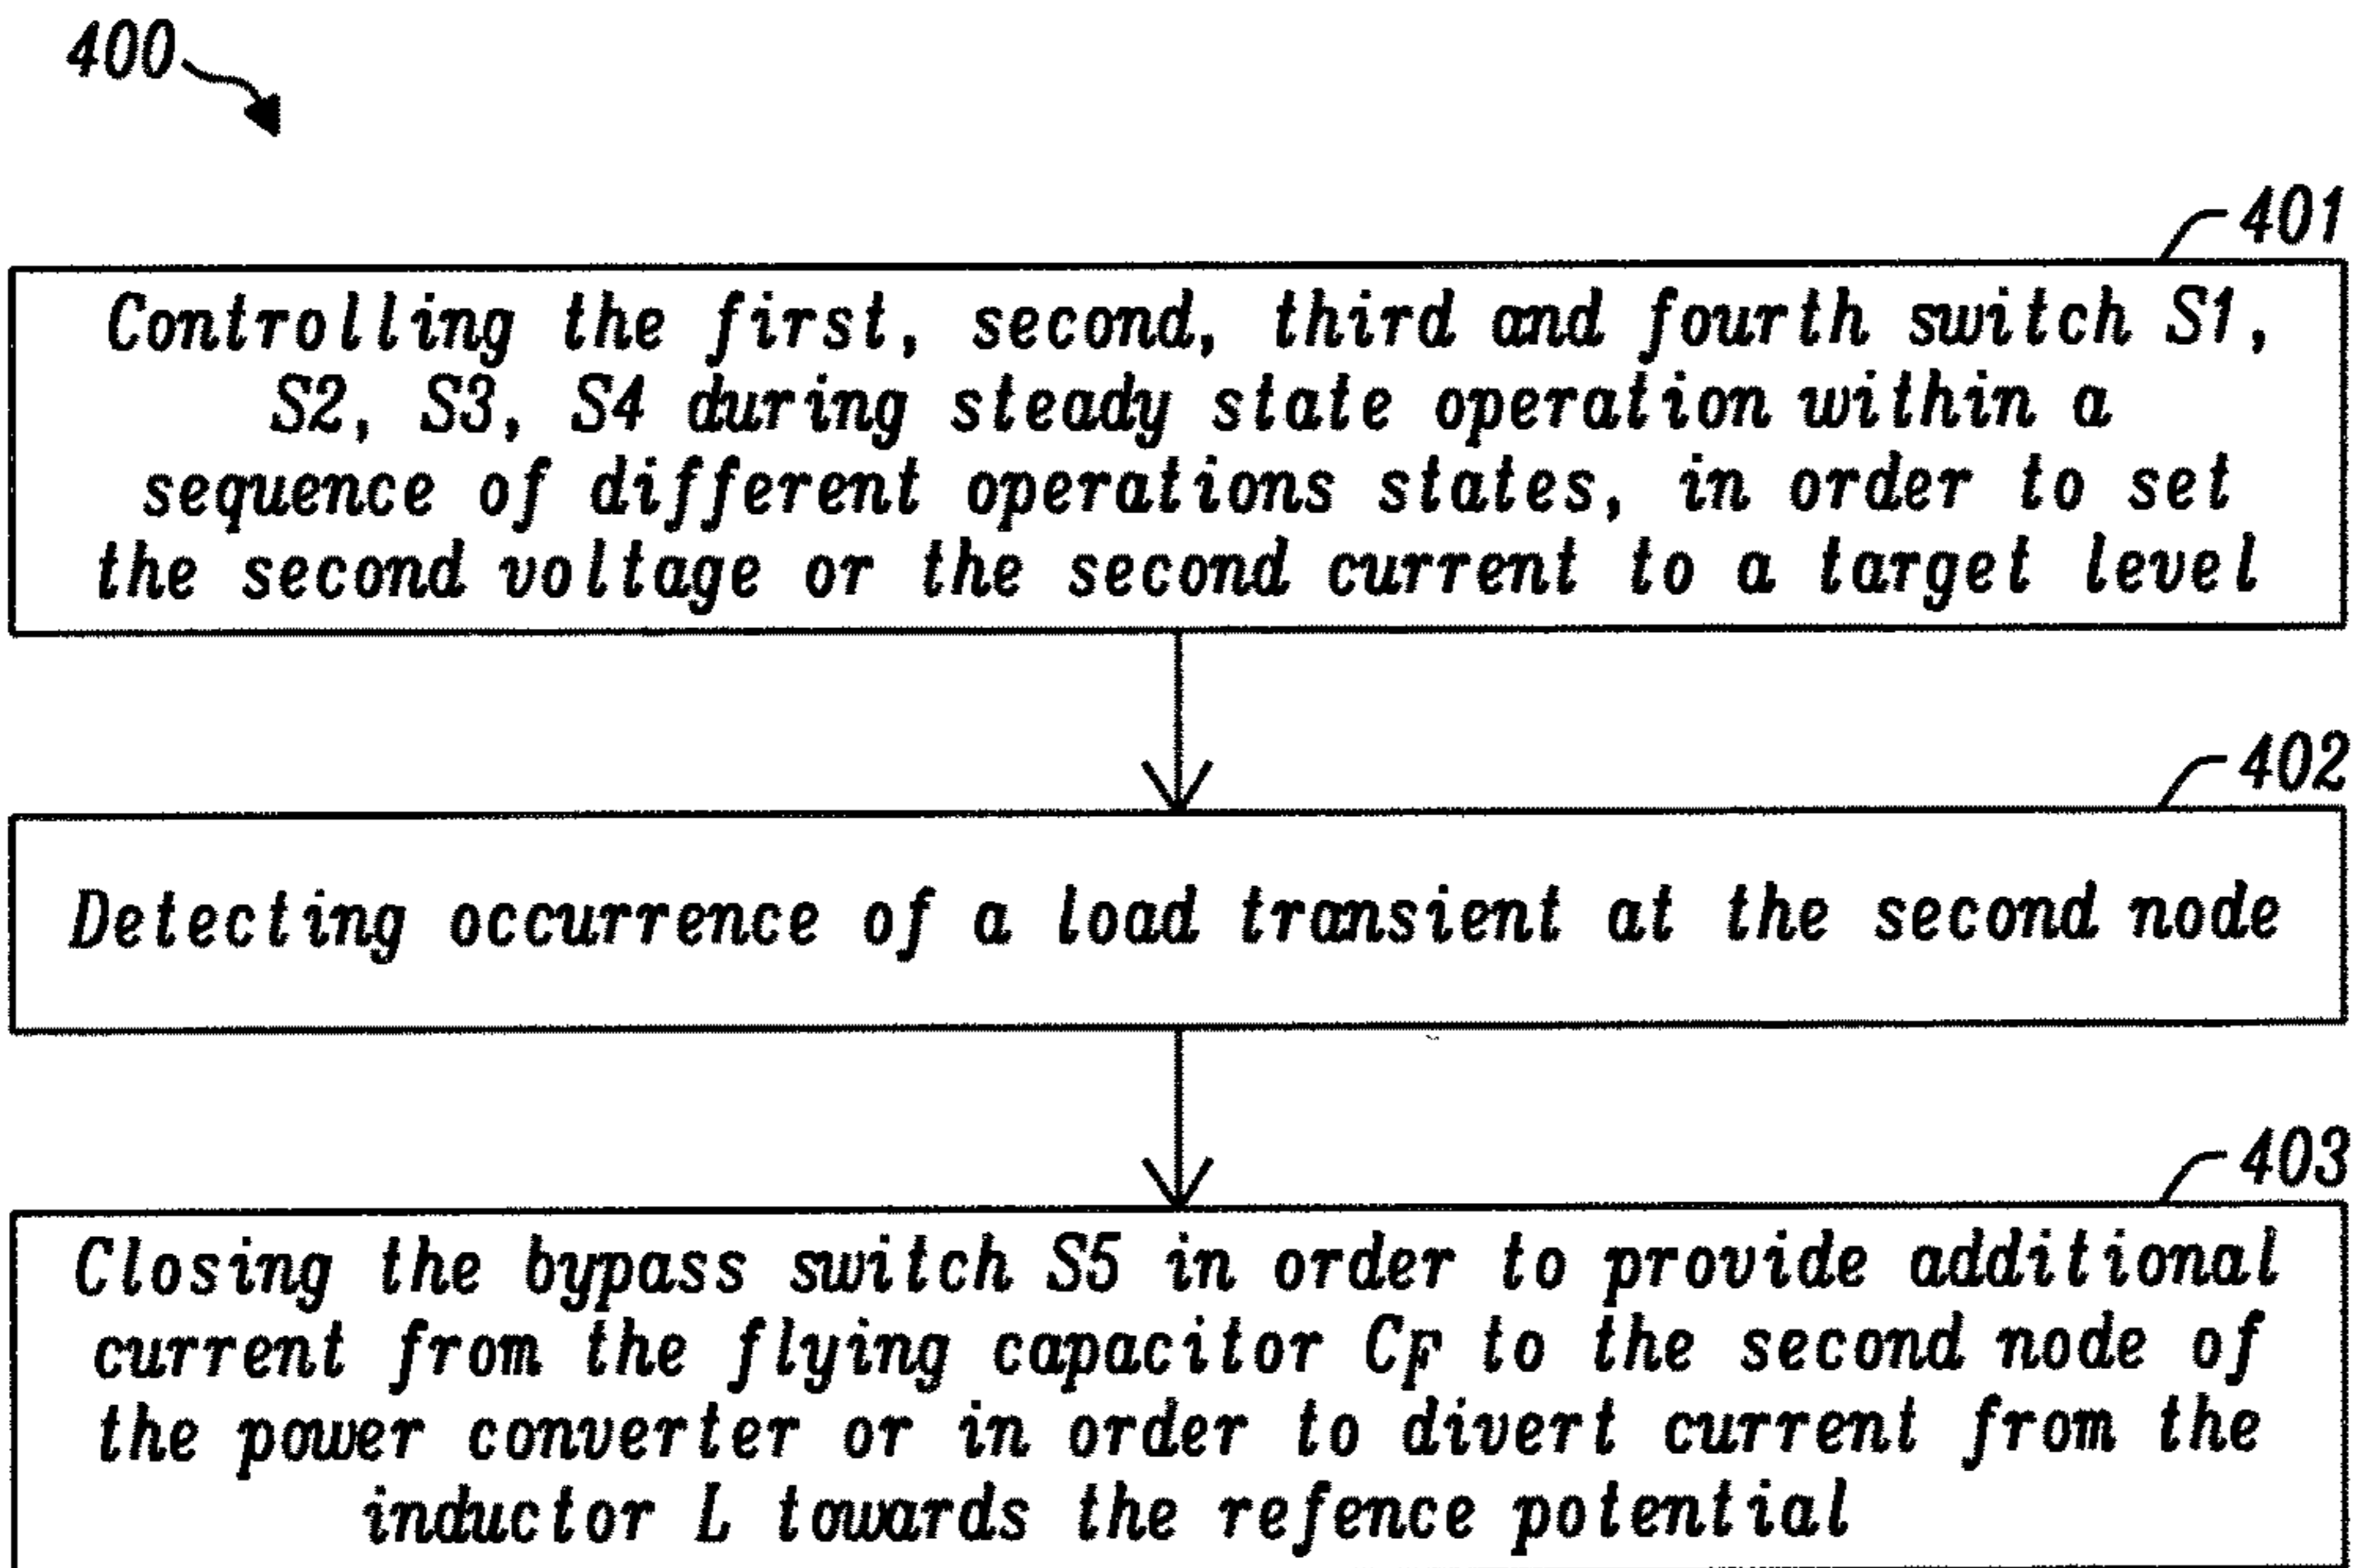 400
401
Controlling the first, second, third and fourth switch S1,
S2, S3, S4 during steady state operation within a
sequence of different operations states, in order to set
the second voltage or the second current to a target level
402
Detecting occurrence of a load transient at the second node
403
Closing the bypass switch S5 in order to provide additional
current from the flying capacitor CF to the second node of
the power converter or in order to divert current from the
inductor L towards the refence potential